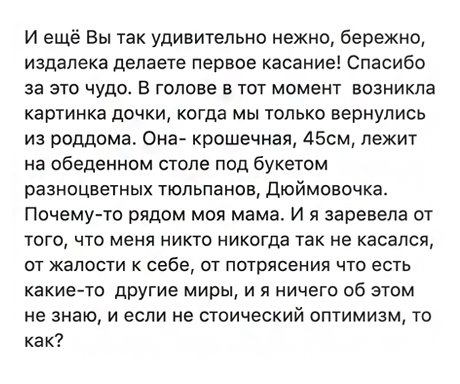 И ещё Вы так удивительно нежно, бережно,
издалека делаете первое касание! Спасибо
за это чудо. В голове в тот момент  возникла
картинка дочки, когда мы только вернулись
из роддома. Она- крошечная, 45см, лежит
на обеденном столе под букетом
разноцветных тюльпанов, Дюймовочка.
Почему-то рядом моя мама. И я заревела от
того, что меня никто никогда так не касался,
от жалости к себе, от потрясения что есть
какие-то  другие миры, и я ничего об этом
не знаю, и если не стоический оптимизм, то
как?